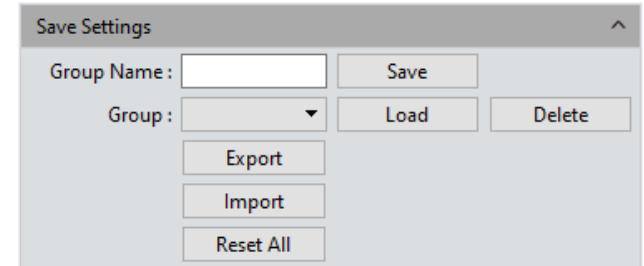 Save Settings
Group Name : Save
Group : Load Delete
Export
Import
Reset All